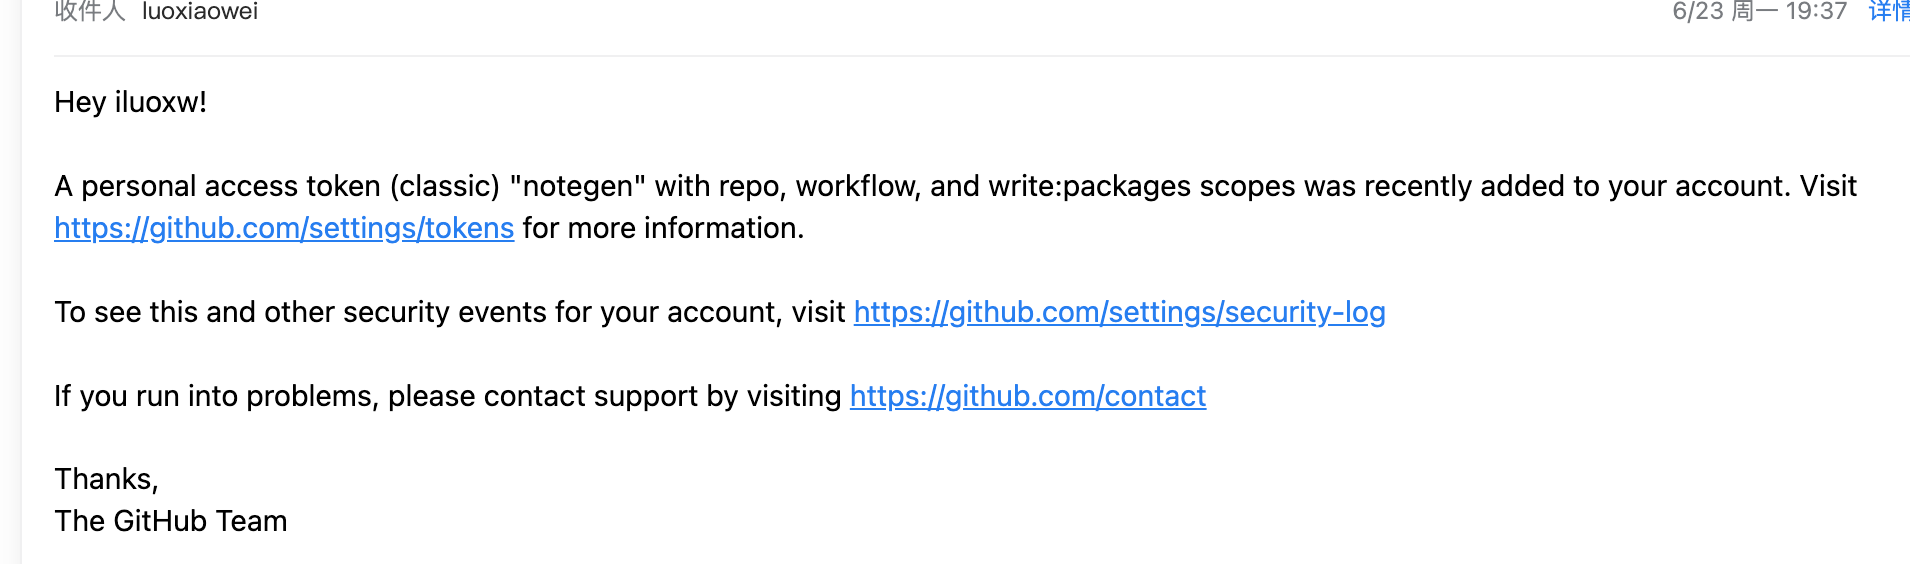 收件人 luoxiaowei 6/23 周一 19:37 详情
Hey iluoxw!
A personal access token (classic) "notegen" with repo, workflow, and write:packages scopes was recently added to your account. Visit
https://github.com/settings/tokens for more information.
To see this and other security events for your account, visit https://github.com/settings/security-log
If you run into problems, please contact support by visiting https://github.com/contact
Thanks,
The GitHub Team